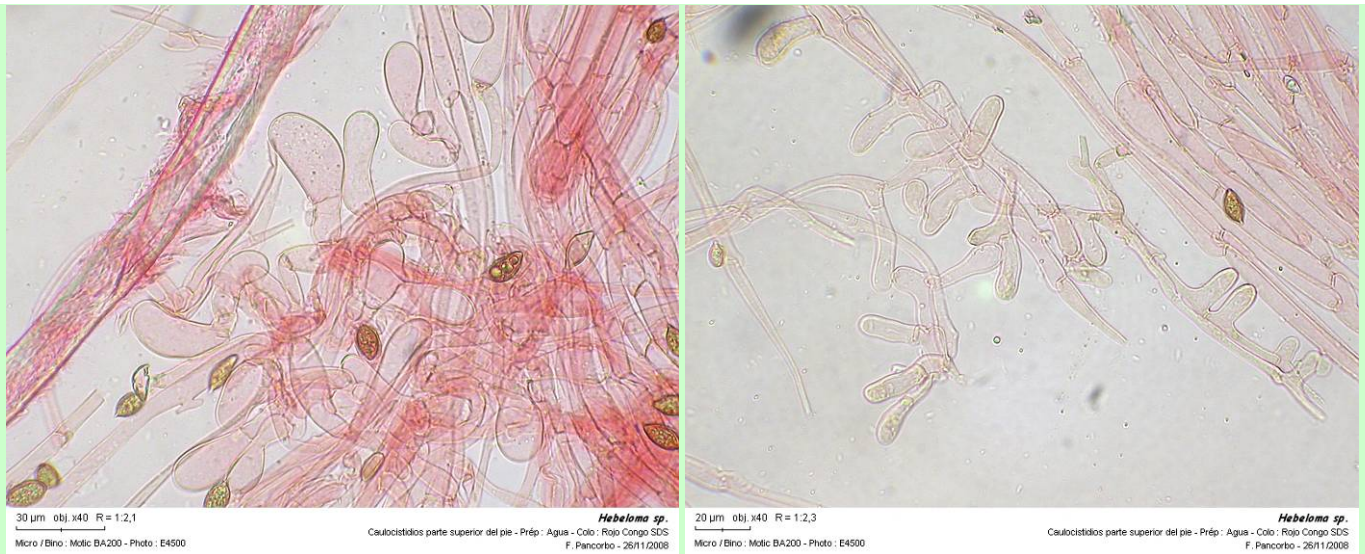 30 µm obj. x40 R = 1:2,1
Hebeloma sp.
Caulocistidios parte superior del pie - Prép : Agua - Colo : Rojo Congo SDS
Micro / Bino : Motic BA200 - Photo : E4500
F. Pancorbo - 26/11/2008
20 µm obj. x40 R = 1:2,3
Hebeloma sp.
Caulocistidios parte superior del pie - Prép : Agua - Colo : Rojo Congo SDS
Micro / Bino : Motic BA200 - Photo : E4500
F. Pancorbo - 26/11/2008